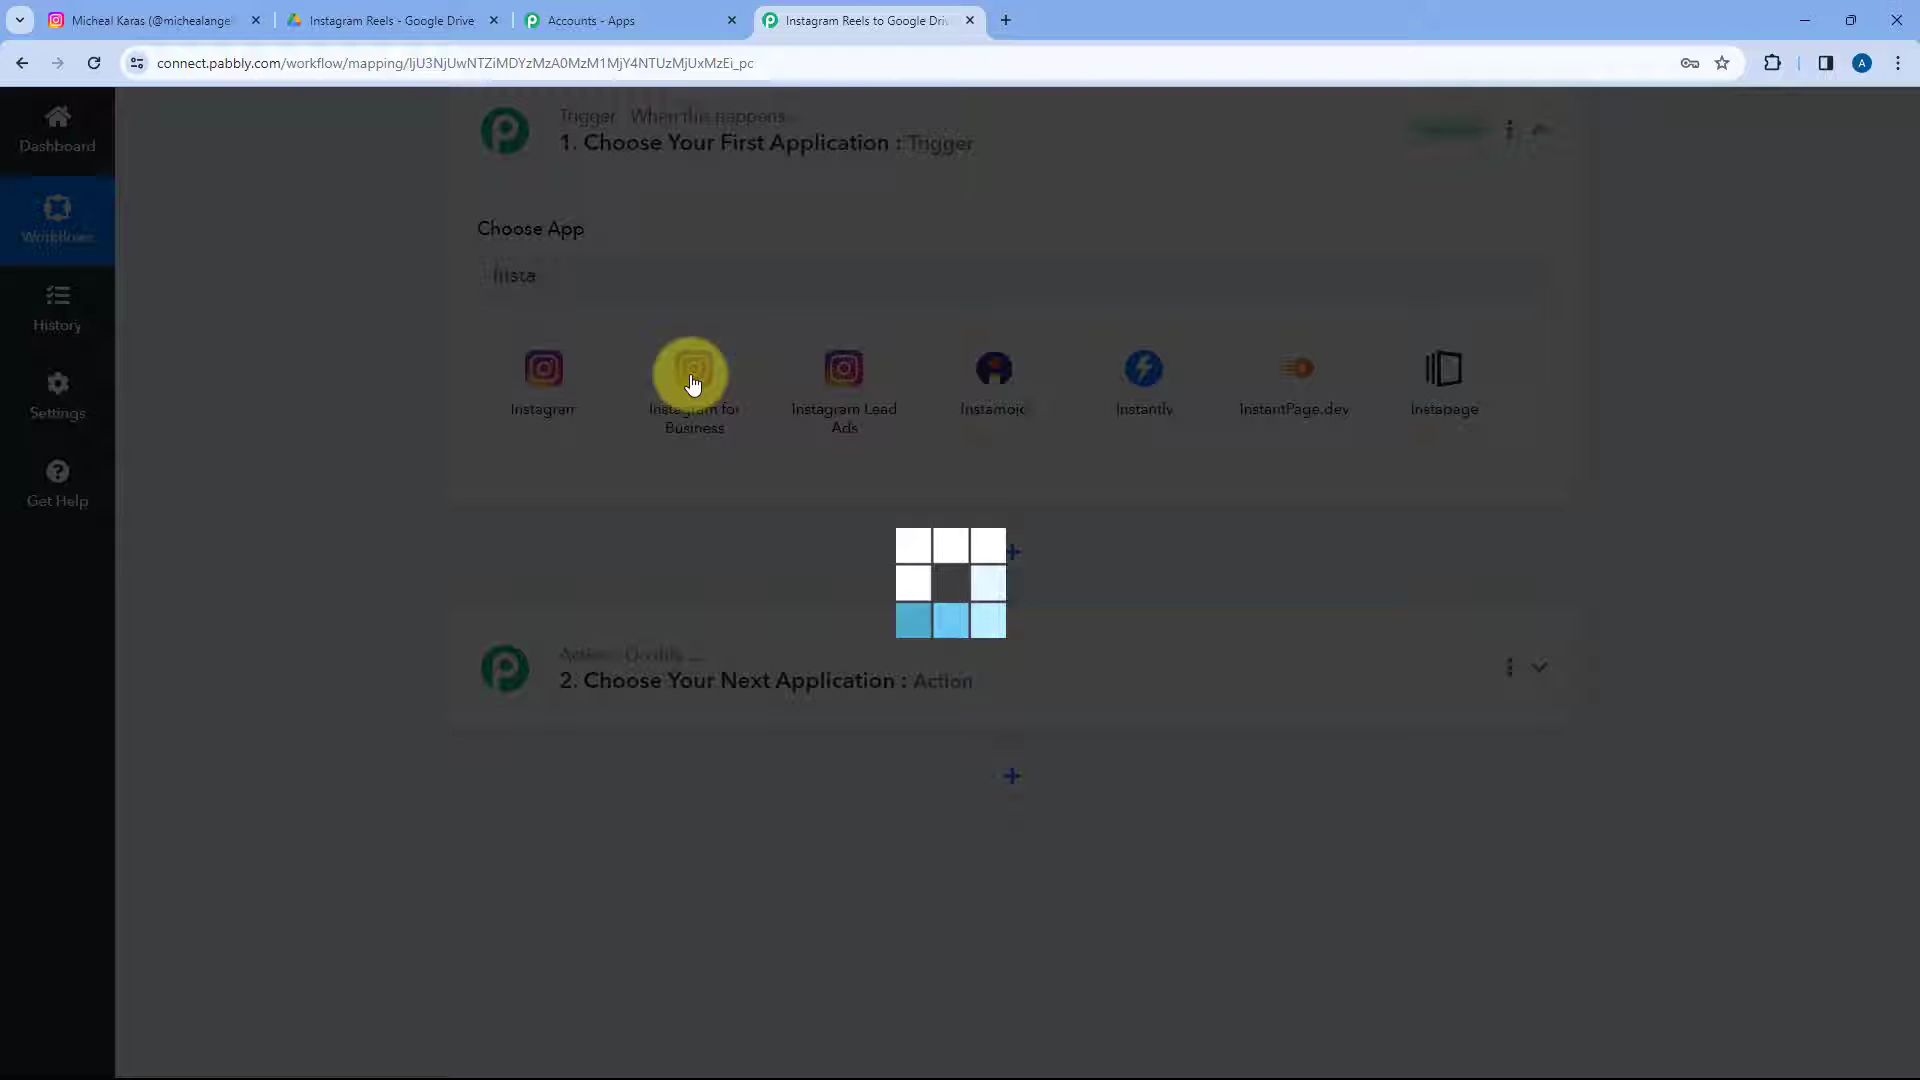 Micheal Karas (@michealangel
Instagram Reels - Google Drive
Accounts - Apps
Instagram Reels to Google Driv
connect.pabbly.com/workflow/mapping/IjU3NjUwNTZiMDYzMzA0MzM1MjY4NTUzMjUxMzEi_pc
A
Dashboard
Workflows
History
Settings
Get Help
Trigger When this happens...
1. Choose Your First Application : Trigger
Choose App
Insta
Instagram
Instagram for Business
Instagram Lead Ads
Instamojo
Instantly
InstantPage.dev
Instapage
Action Do this ...
2. Choose Your Next Application : Action